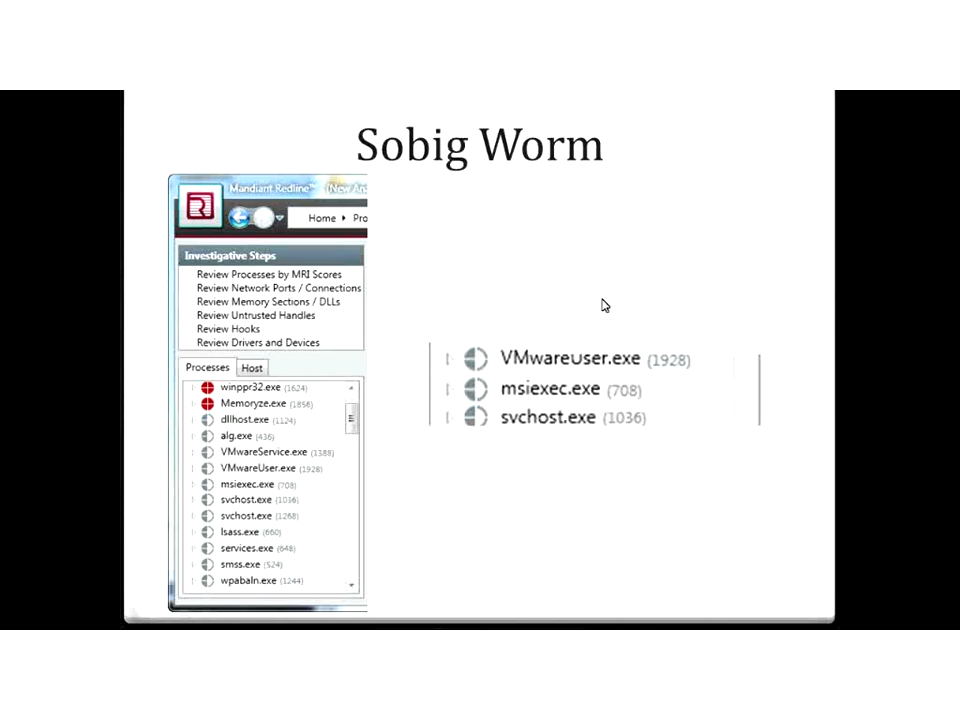 Sobig Worm
Mandiant Redline™ (New An
Home Pro
Investigative Steps
Review Processes by MRI Scores
Review Network Ports / Connections
Review Memory Sections / DLLs
Review Untrusted Handles
Review Hooks
Review Drivers and Devices
Processes Host
winppr32.exe (1624)
Memoryze.exe (1856)
dllhost.exe (1124)
alg.exe (436)
VMwareService.exe (1388)
VMwareUser.exe (1928)
msiexec.exe (708)
svchost.exe (1036)
svchost.exe (1268)
lsass.exe (660)
services.exe (648)
smss.exe (524)
wpabaln.exe (1244)
VMwareUser.exe (1928)
msiexec.exe (708)
svchost.exe (1036)